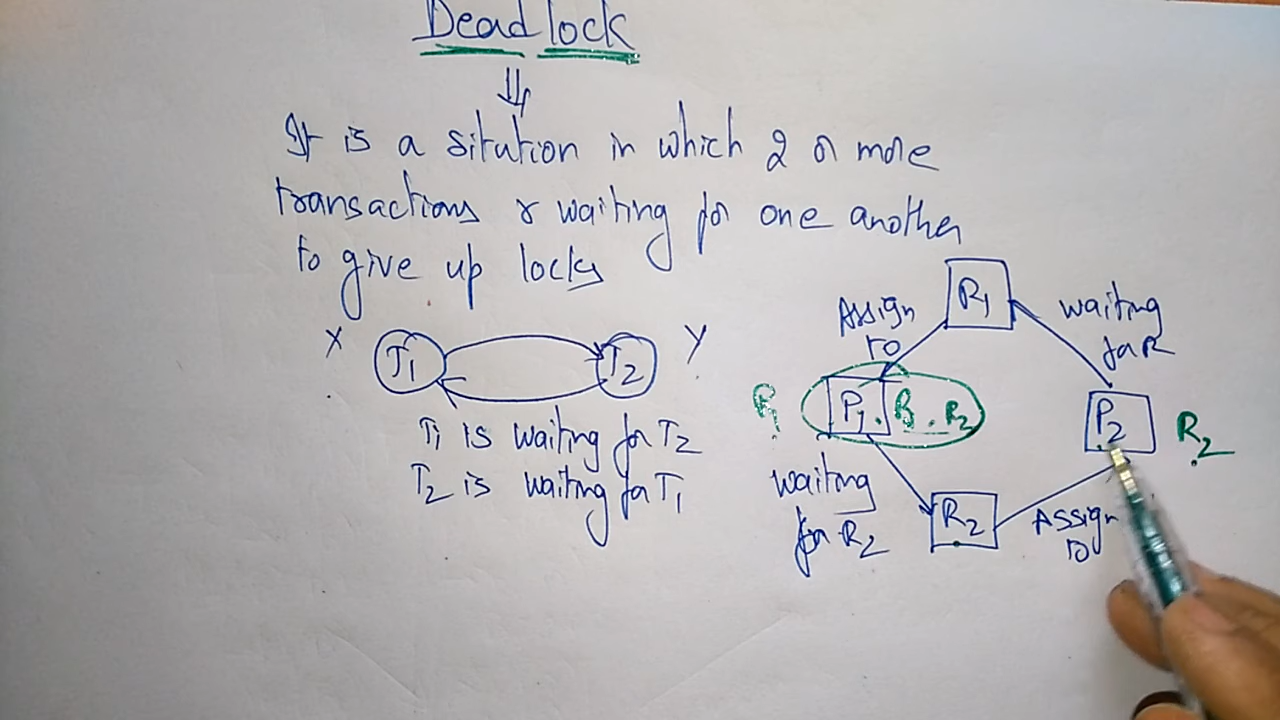 Dead lock
It is a sitution in which 2 or more
transactions r waiting for one another
to give up locks
X T1 T2 Y
T1 is waiting for T2
T2 is waiting for T1
R1
Assign
to
waiting
for
P1 R2
P2 R2
waiting
for R2
R2
Assign
to